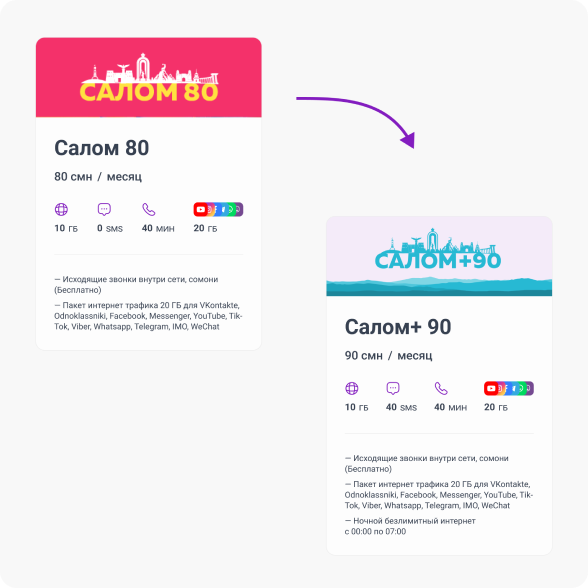 САЛОМ 80
Салом 80
80 смн / месяц
10 ГБ
0 SMS
40 МИН
20 ГБ
— Исходящие звонки внутри сети, сомони
(Бесплатно)
— Пакет интернет трафика 20 ГБ для VKontakte,
Odnoklassniki, Facebook, Messenger, YouTube, Tik-
Tok, Viber, Whatsapp, Telegram, IMO, WeChat
САЛОМ+90
Салом+ 90
90 смн / месяц
10 ГБ
40 SMS
40 МИН
20 ГБ
— Исходящие звонки внутри сети, сомони
(Бесплатно)
— Пакет интернет трафика 20 ГБ для VKontakte,
Odnoklassniki, Facebook, Messenger, YouTube, Tik-
Tok, Viber, Whatsapp, Telegram, IMO, WeChat
— Ночной безлимитный интернет
с 00:00 по 07:00